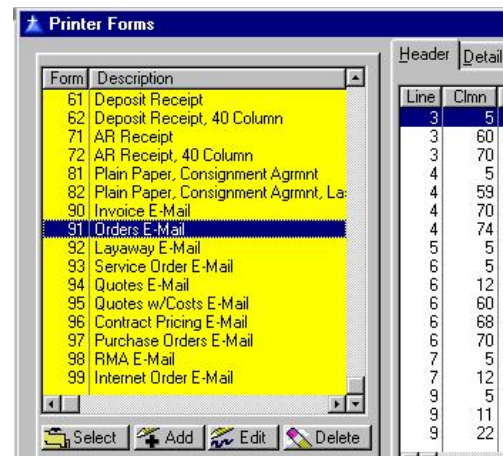 Printer Forms
Header Detail
Form Description
61 Deposit Receipt
62 Deposit Receipt, 40 Column
71 AR Receipt
72 AR Receipt, 40 Column
81 Plain Paper, Consignment Agrmnt
82 Plain Paper, Consignment Agrmnt, La
90 Invoice E-Mail
91 Orders E-Mail
92 Layaway E-Mail
93 Service Order E-Mail
94 Quotes E-Mail
95 Quotes w/Costs E-Mail
96 Contract Pricing E-Mail
97 Purchase Orders E-Mail
98 RMA E-Mail
99 Internet Order E-Mail
Select Add Edit Delete
Line Clmn
3 5
3 60
3 70
4 5
4 59
4 70
4 74
5 5
6 5
6 12
6 60
6 68
6 70
7 5
7 12
9 5
9 11
9 22